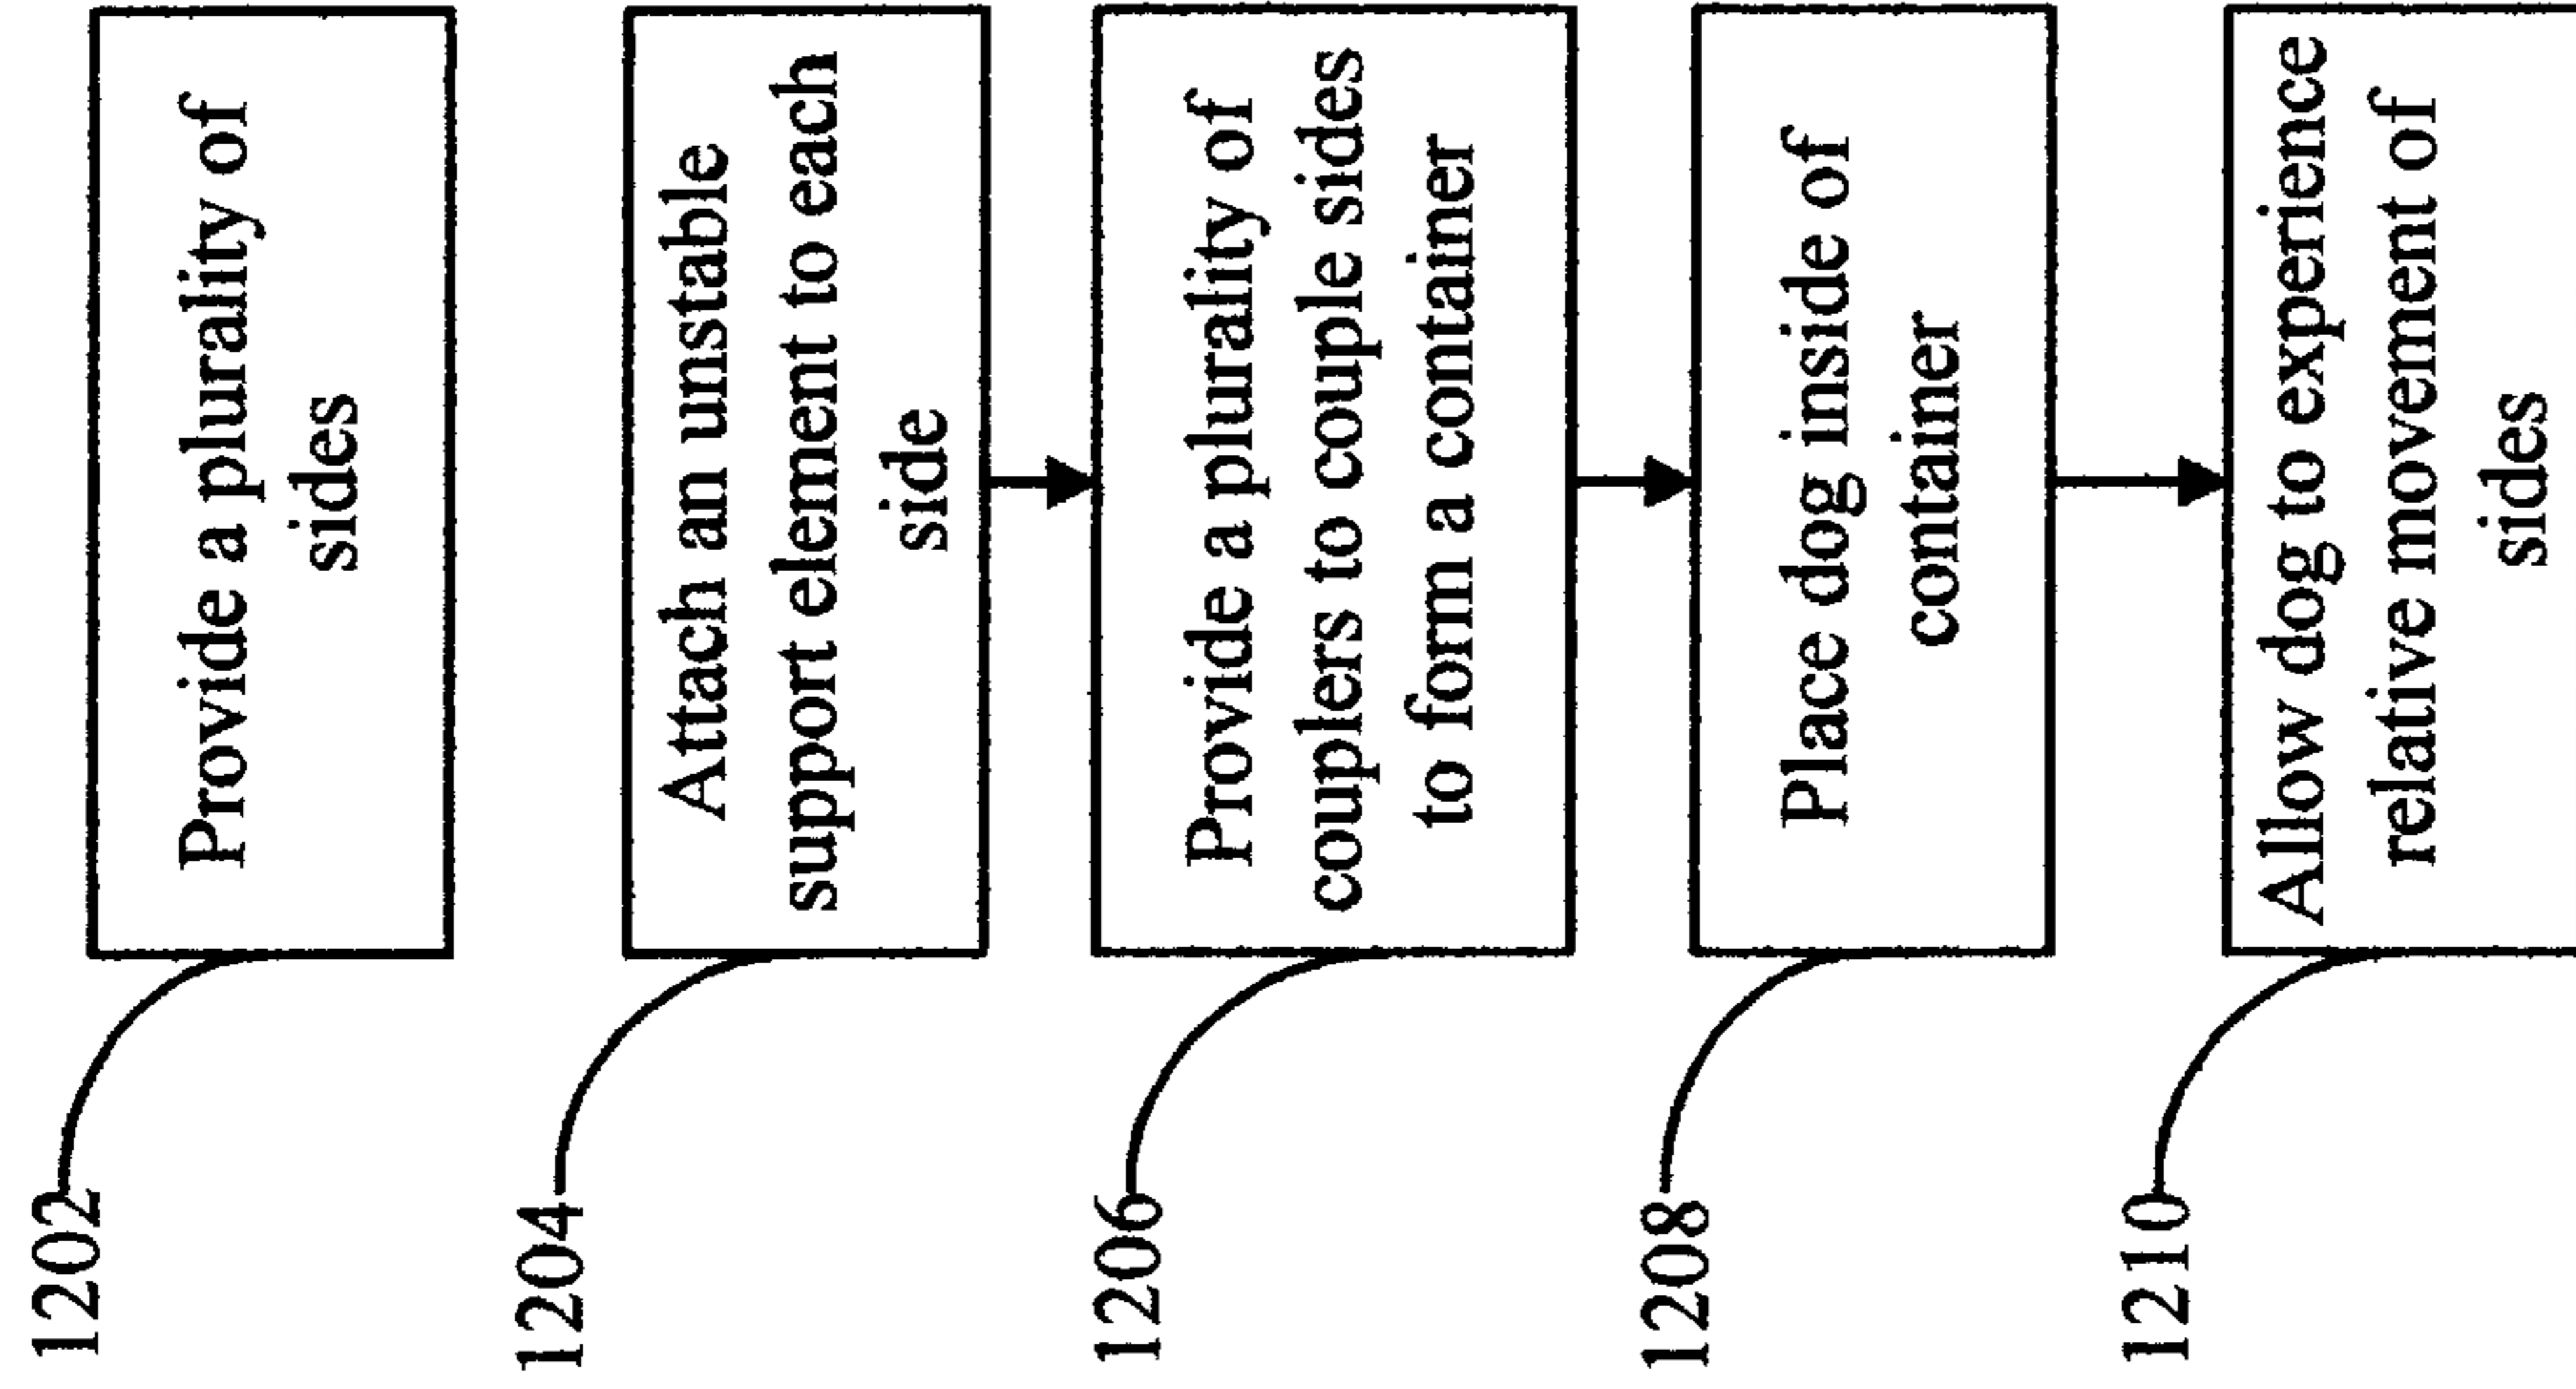 1202
Provide a plurality of
sides
1204
Attach an unstable
support element to each
side
1206
Provide a plurality of
couplers to couple sides
to form a container
1208
Place dog inside of
container
1210
Allow dog to experience
relative movement of
sides